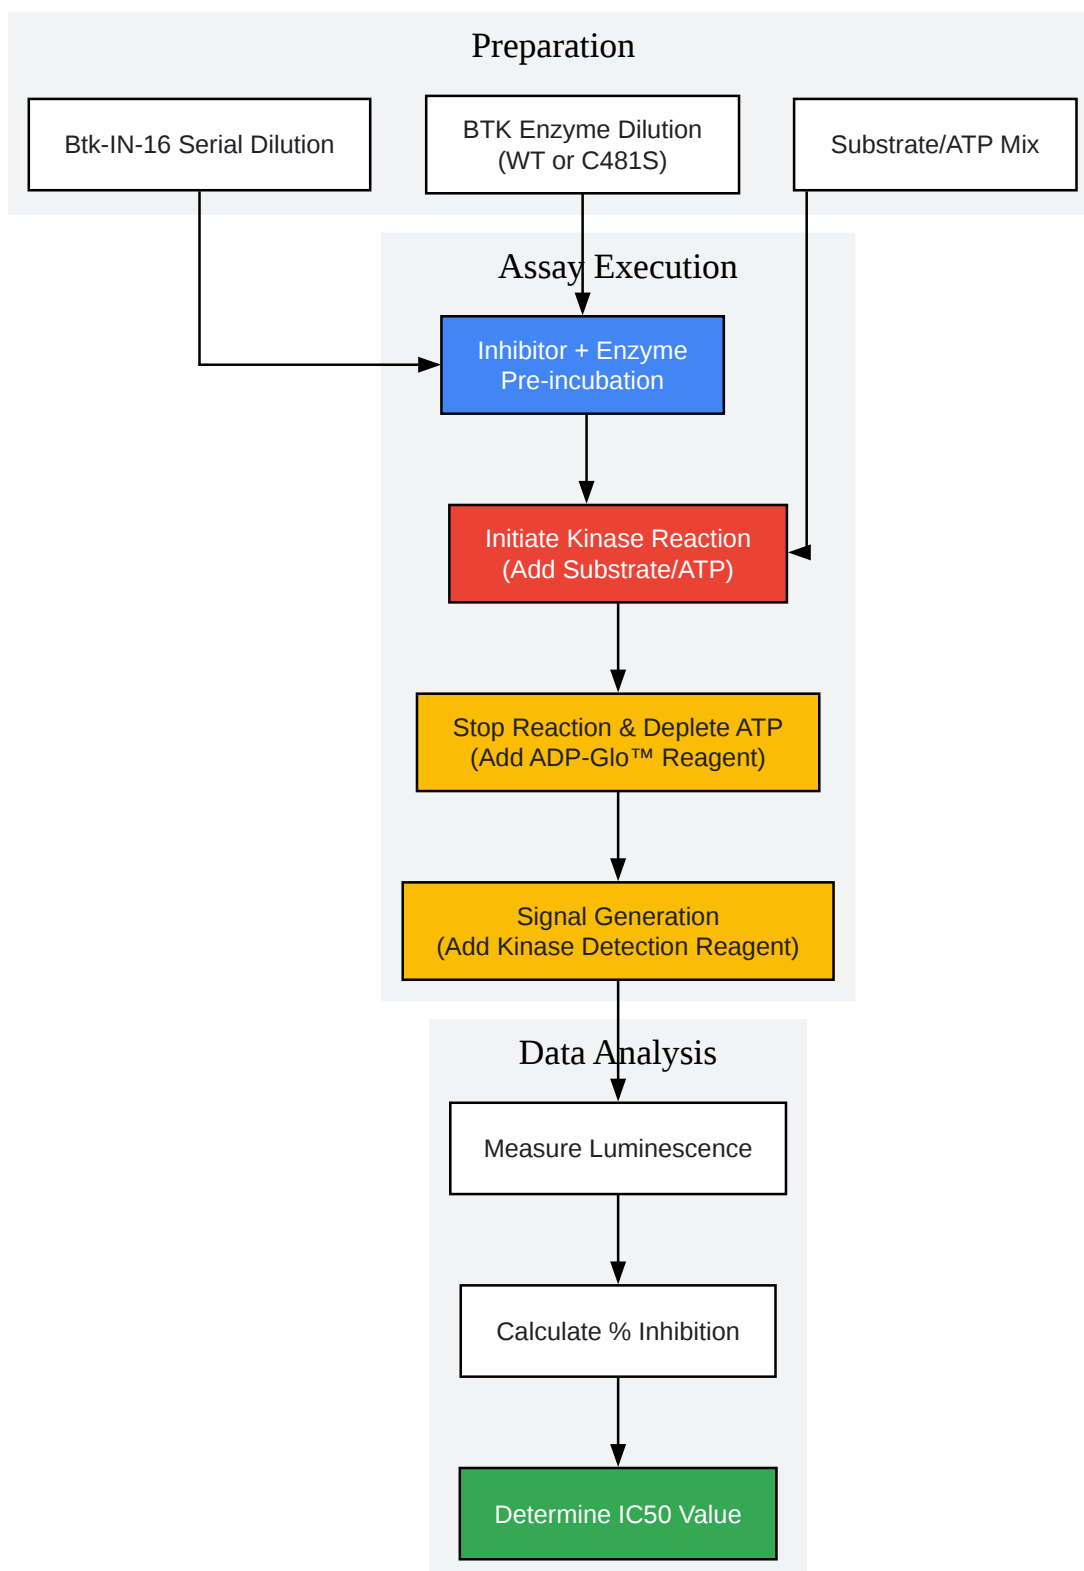 Preparation
Btk-IN-16 Serial Dilution
BTK Enzyme Dilution
(WT or C481S)
Substrate/ATP Mix
Assay Execution
Inhibitor + Enzyme
Pre-incubation
Initiate Kinase Reaction
(Add Substrate/ATP)
Stop Reaction & Deplete ATP
(Add ADP-Glo™ Reagent)
Signal Generation
(Add Kinase Detection Reagent)
Data Analysis
Measure Luminescence
Calculate % Inhibition
Determine IC50 Value